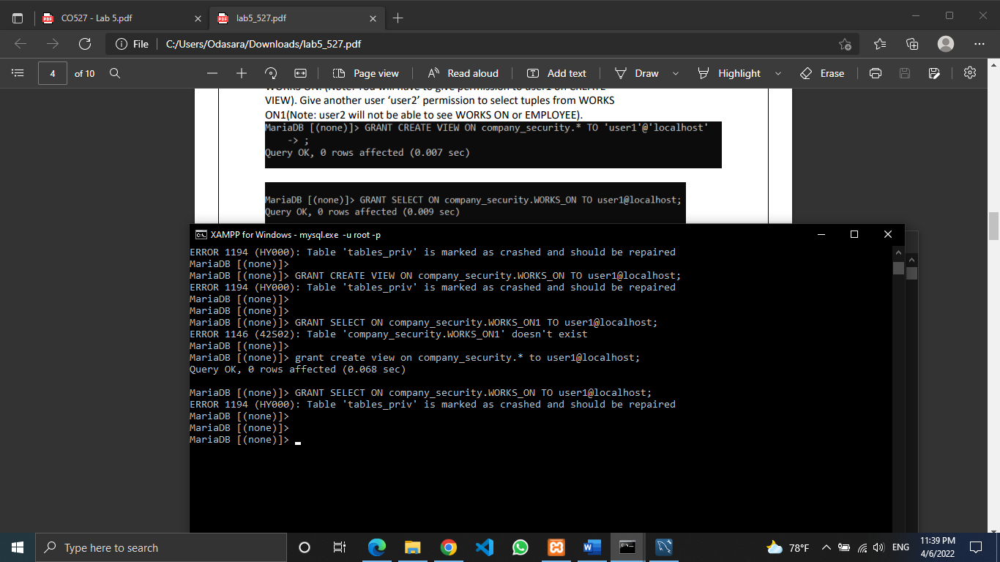 CO527 - Lab 5.pdf
lab5_527.pdf
File
C:/Users/Odasara/Downloads/lab5_527.pdf
4
of 10
Page view
Read aloud
Add text
Draw
Highlight
Erase
VIEW). Give another user ‘user2’ permission to select tuples from WORKS
ON1(Note: user2 will not be able to see WORKS ON or EMPLOYEE).
MariaDB [(none)]> GRANT CREATE VIEW ON company_security.* TO 'user1'@'localhost'
-> ;
Query OK, 0 rows affected (0.007 sec)
MariaDB [(none)]> GRANT SELECT ON company_security.WORKS_ON TO user1@localhost;
Query OK, 0 rows affected (0.009 sec)
XAMPP for Windows - mysql.exe -u root -p
ERROR 1194 (HY000): Table 'tables_priv' is marked as crashed and should be repaired
MariaDB [(none)]>
MariaDB [(none)]> GRANT CREATE VIEW ON company_security.WORKS_ON TO user1@localhost;
ERROR 1194 (HY000): Table 'tables_priv' is marked as crashed and should be repaired
MariaDB [(none)]>
MariaDB [(none)]>
MariaDB [(none)]> GRANT SELECT ON company_security.WORKS_ON1 TO user1@localhost;
ERROR 1146 (42S02): Table 'company_security.WORKS_ON1' doesn't exist
MariaDB [(none)]>
MariaDB [(none)]> grant create view on company_security.* to user1@localhost;
Query OK, 0 rows affected (0.068 sec)
MariaDB [(none)]> GRANT SELECT ON company_security.WORKS_ON TO user1@localhost;
ERROR 1194 (HY000): Table 'tables_priv' is marked as crashed and should be repaired
MariaDB [(none)]>
MariaDB [(none)]>
MariaDB [(none)]>
Type here to search
78°F
ENG
11:39 PM
4/6/2022